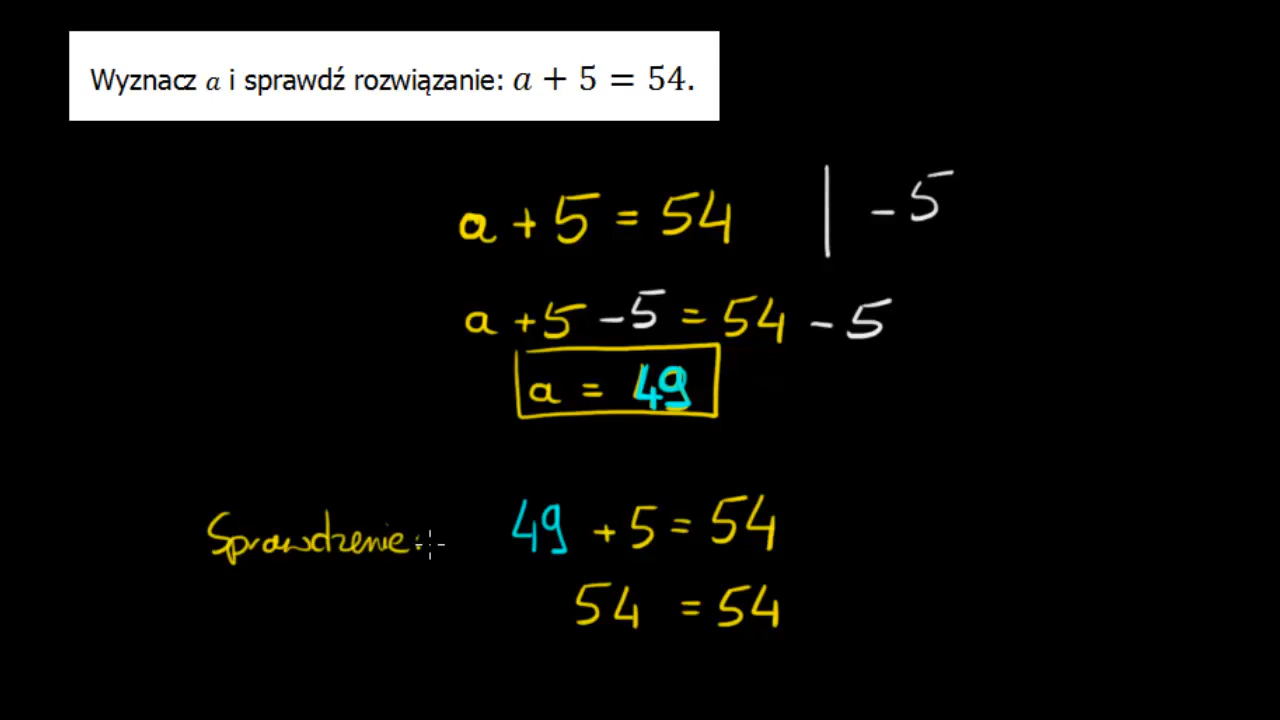 Wyznacz a i sprawdź rozwiązanie: a + 5 = 54.
a + 5 = 54 | - 5
a + 5 - 5 = 54 - 5
a = 49
Sprawdzenie: 49 + 5 = 54
54 = 54